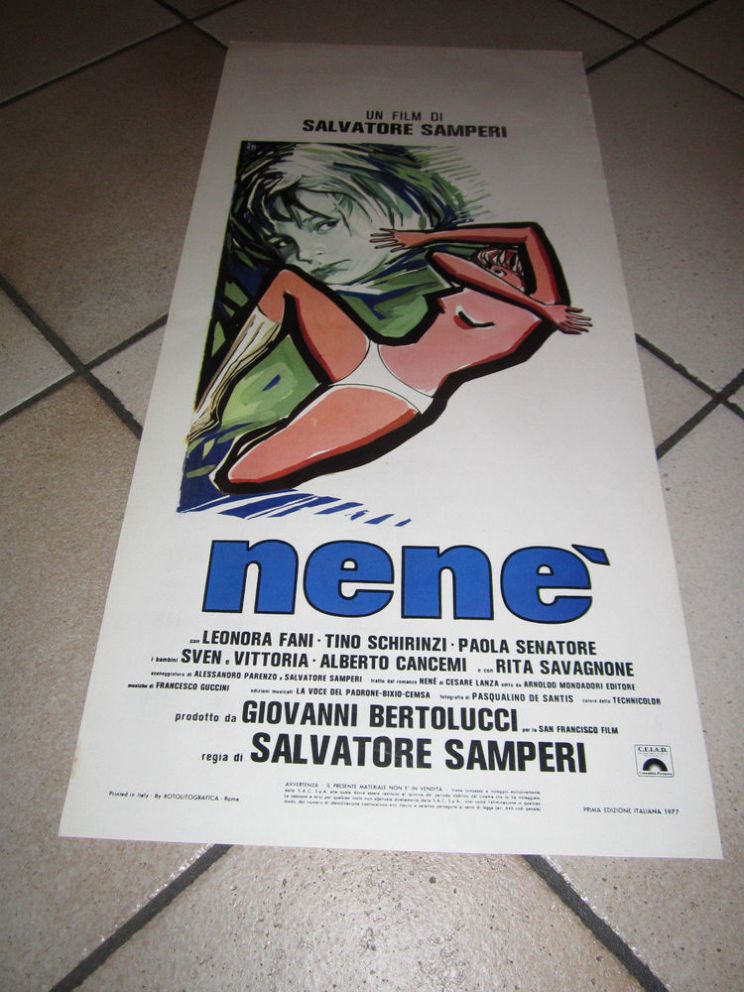 UN FILM DI
SALVATORE SAMPERI
nenè
con LEONORA FANI · TINO SCHIRINZI · PAOLA SENATORE
i bambini SVEN e VITTORIA · ALBERTO CANCEMI e con RITA SAVAGNONE
sceneggiatura di ALESSANDRO PARENZO e SALVATORE SAMPERI tratto dal romanzo NENÈ di CESARE LANZA edito da ARNOLDO MONDADORI EDITORE
musiche di FRANCESCO GUCCINI edizioni musicali LA VOCE DEL PADRONE-BIXIO-CEMSA fotografia di PASQUALINO DE SANTIS colore della TECHNICOLOR
prodotto da GIOVANNI BERTOLUCCI per la SAN FRANCISCO FILM
regia di SALVATORE SAMPERI
C.E.I.A.D.
Printed in Italy - By ROTOLITOGRAFICA - Roma
AVVERTENZA - IL PRESENTE MATERIALE NON E' IN VENDITA
PRIMA EDIZIONE ITALIANA 1977